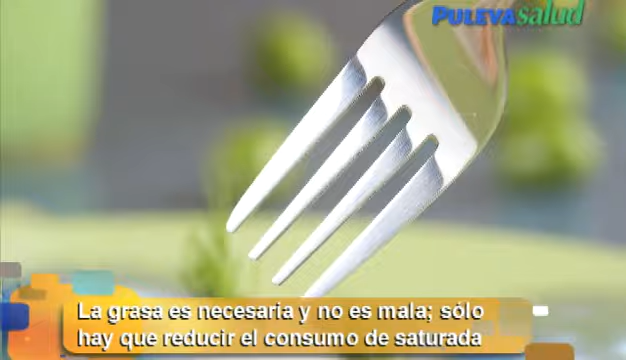 PULEVAsalud
La grasa es necesaria y no es mala; sólo
hay que reducir el consumo de saturada